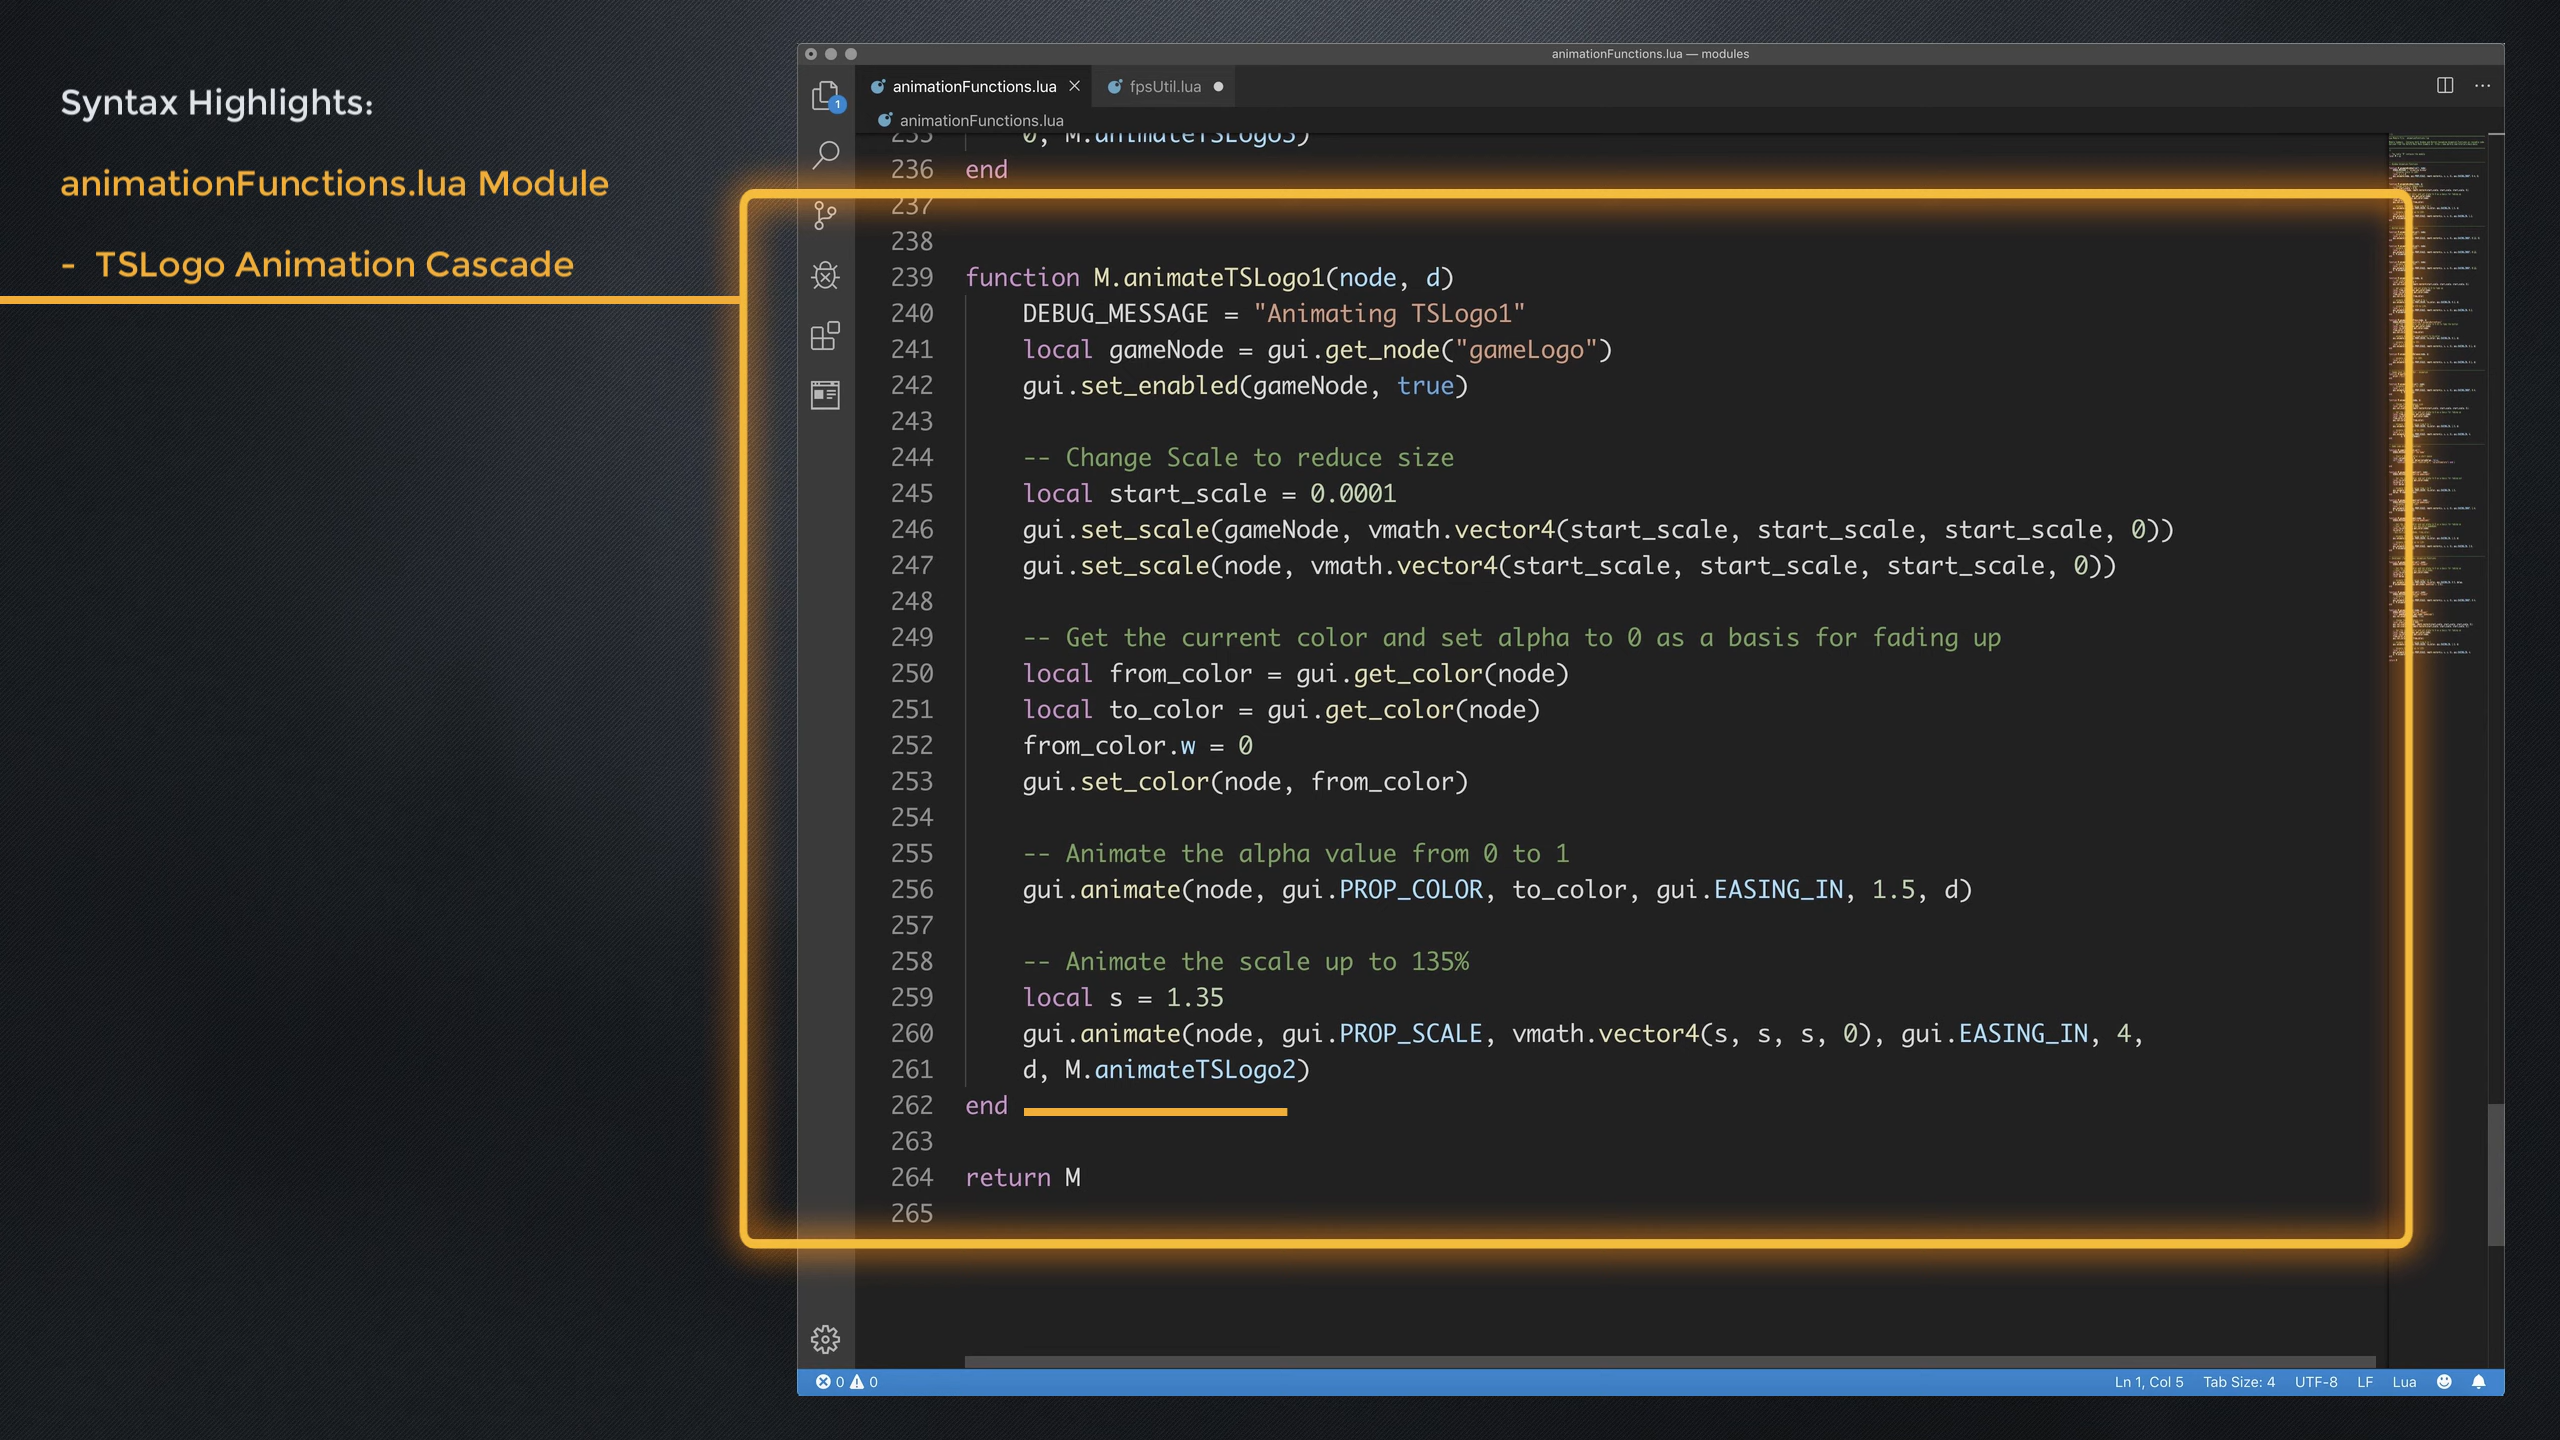 Syntax Highlights:
animationFunctions.lua Module
- TSLogo Animation Cascade
animationFunctions.lua — modules
1
animationFunctions.lua
fpsUtil.lua
animationFunctions.lua
235 0, M.animateTSLogo3)
236 end
237
238
239 function M.animateTSLogo1(node, d)
240 DEBUG_MESSAGE = "Animating TSLogo1"
241 local gameNode = gui.get_node("gameLogo")
242 gui.set_enabled(gameNode, true)
243
244 -- Change Scale to reduce size
245 local start_scale = 0.0001
246 gui.set_scale(gameNode, vmath.vector4(start_scale, start_scale, start_scale, 0))
247 gui.set_scale(node, vmath.vector4(start_scale, start_scale, start_scale, 0))
248
249 -- Get the current color and set alpha to 0 as a basis for fading up
250 local from_color = gui.get_color(node)
251 local to_color = gui.get_color(node)
252 from_color.w = 0
253 gui.set_color(node, from_color)
254
255 -- Animate the alpha value from 0 to 1
256 gui.animate(node, gui.PROP_COLOR, to_color, gui.EASING_IN, 1.5, d)
257
258 -- Animate the scale up to 135%
259 local s = 1.35
260 gui.animate(node, gui.PROP_SCALE, vmath.vector4(s, s, s, 0), gui.EASING_IN, 4,
261 d, M.animateTSLogo2)
262 end
263
264 return M
265
0 0
Ln 1, Col 5 Tab Size: 4 UTF-8 LF Lua